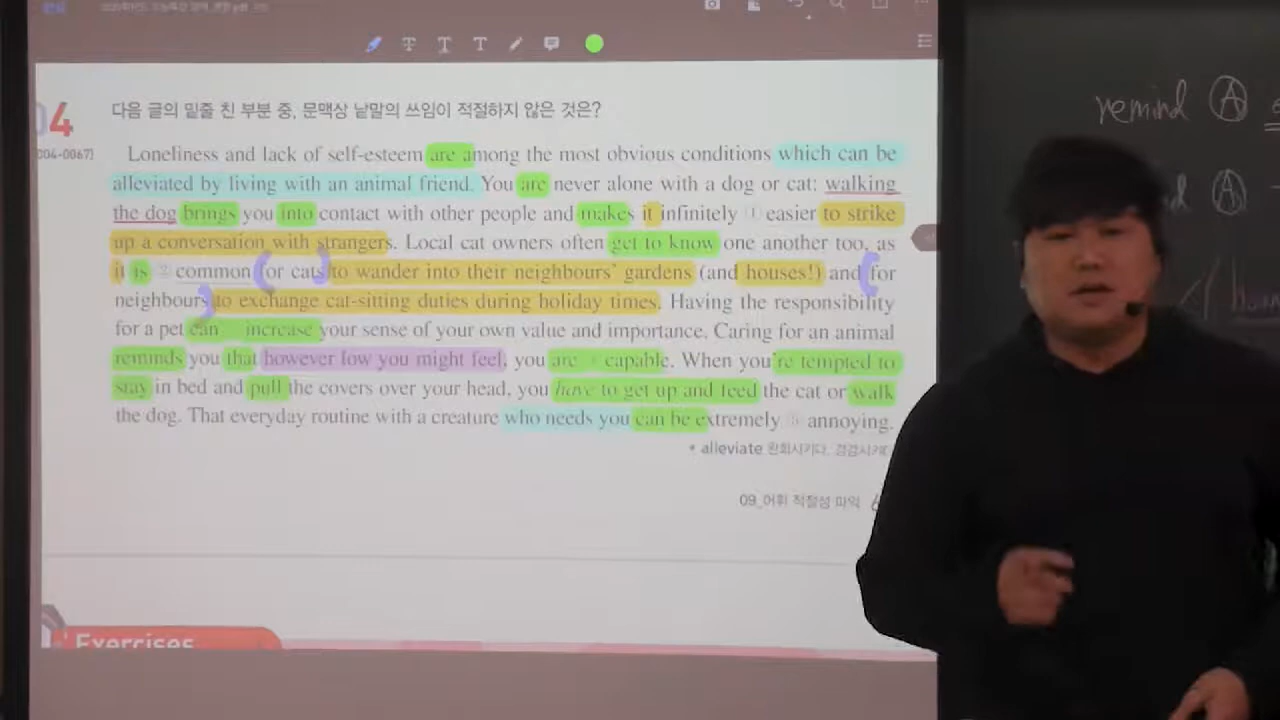 4
다음 글의 밑줄 친 부분 중, 문맥상 낱말의 쓰임이 적절하지 않은 것은?
Loneliness and lack of self-esteem are among the most obvious conditions which can be
alleviated by living with an animal friend. You are never alone with a dog or cat: walking
the dog brings you into contact with other people and makes it infinitely ① easier to strike
up a conversation with strangers. Local cat owners often get to know one another too, as
it is ② common (for cats) to wander into their neighbours' gardens (and houses!) and (for
neighbours) to exchange cat-sitting duties during holiday times. Having the responsibility
for a pet can increase your sense of your own value and importance. Caring for an animal
reminds you that however low you might feel, you are capable. When you're tempted to
stay in bed and pull the covers over your head, you have to get up and feed the cat or walk
the dog. That everyday routine with a creature who needs you can be extremely ⑤ annoying.
* alleviate 완화시키다, 경감시키다
09_어휘 적절성 파악
Exercises
remind Ⓐ
Ⓐ